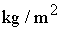 kg / m²